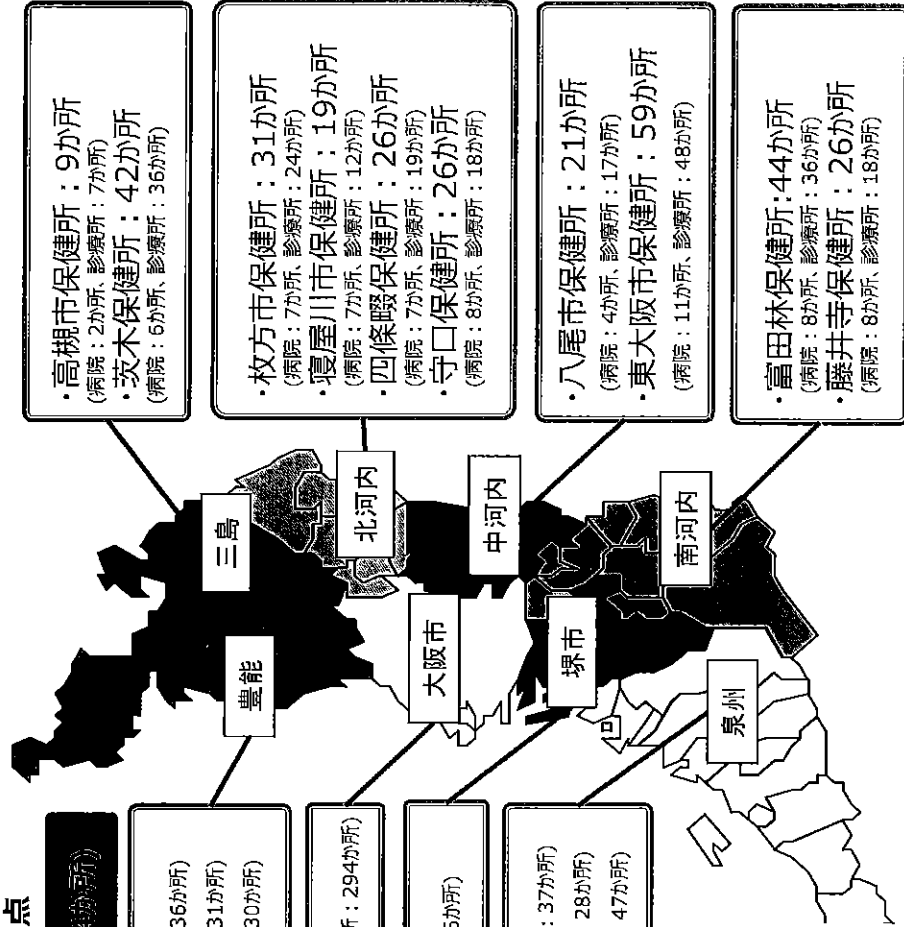 点
か所)
36か所)
31か所)
30か所)
所:294か所)
か所)
:37か所)
28か所)
47か所)
豊能
三島
大阪市
北河内
中河内
堺市
南河内
泉州
・高槻市保健所:9か所
(病院:2か所、診療所:7か所)
・茨木保健所:42か所
(病院:6か所、診療所:36か所)
・枚方市保健所:31か所
(病院:7か所、診療所:24か所)
・寝屋川市保健所:19か所
(病院:7か所、診療所:12か所)
・四條畷保健所:26か所
(病院:7か所、診療所:19か所)
・守口保健所:26か所
(病院:8か所、診療所:18か所)
・八尾市保健所:21か所
(病院:4か所、診療所:17か所)
・東大阪市保健所:59か所
(病院:11か所、診療所:48か所)
・富田林保健所:44か所
(病院:8か所、診療所:36か所)
・藤井寺保健所:26か所
(病院:8か所、診療所:18か所)